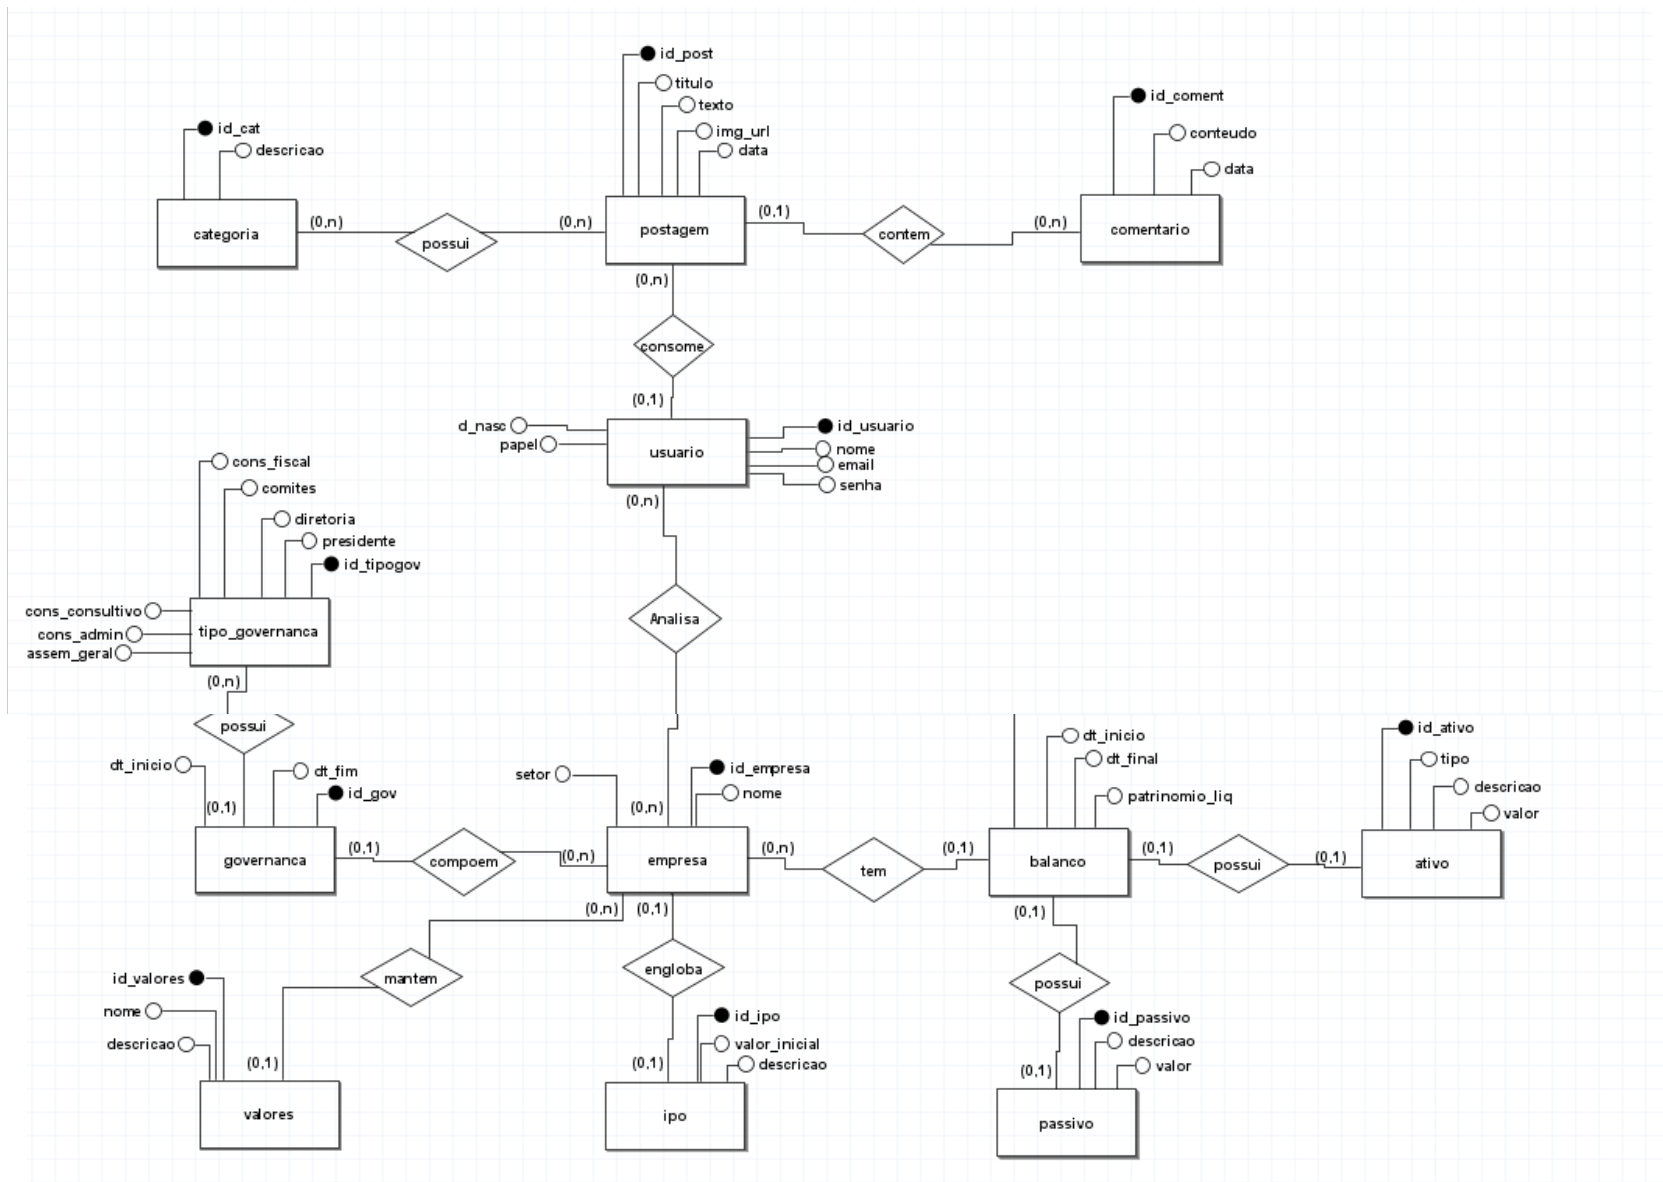 id_post
titulo
texto
img_url
data
id_cat
descricao
id_coment
conteudo
data
categoria
(0,n)
possui
(0,n)
postagem
(0,1)
contem
(0,n)
comentario
(0,n)
consome
(0,1)
d_nasc
papel
usuario
id_usuario
nome
email
senha
(0,n)
cons_fiscal
comites
diretoria
presidente
id_tipogov
cons_consultivo
cons_admin
assem_geral
tipo_governanca
(0,n)
Analisa
possui
dt_inicio
dt_fim
id_gov
(0,1)
setor
id_empresa
nome
(0,n)
dt_inicio
dt_final
patrinomio_liq
id_ativo
tipo
descricao
valor
governanca
(0,1)
compoem
(0,n)
empresa
(0,n)
tem
(0,1)
balanco
(0,1)
possui
(0,1)
ativo
(0,n)
(0,1)
(0,1)
mantem
engloba
possui
id_valores
nome
descricao
(0,1)
valores
id_ipo
valor_inicial
descricao
(0,1)
ipo
id_passivo
descricao
valor
(0,1)
passivo